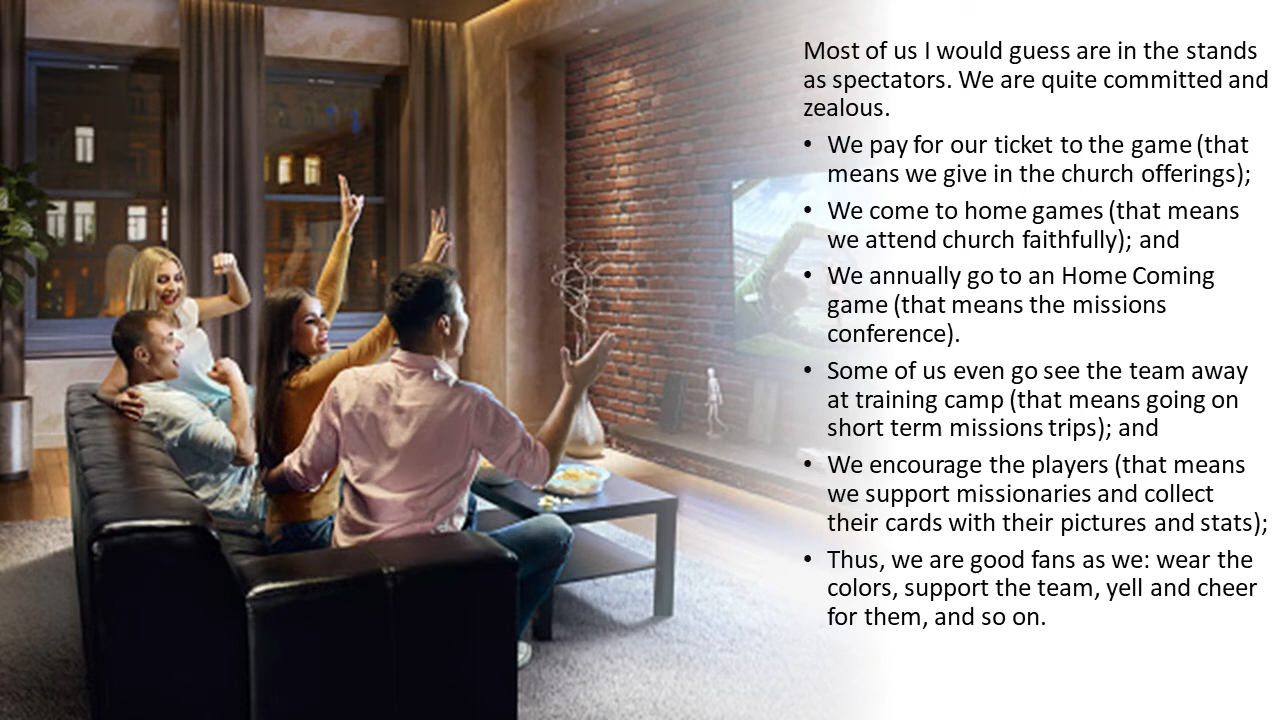 Most of us I would guess are in the stands
as spectators. We are quite committed and
zealous.
• We pay for our ticket to the game (that
means we give in the church offerings);
• We come to home games (that means
we attend church faithfully); and
• We annually go to an Home Coming
game (that means the missions
conference).
• Some of us even go see the team away
at training camp (that means going on
short term missions trips); and
• We encourage the players (that means
we support missionaries and collect
their cards with their pictures and stats);
• Thus, we are good fans as we: wear the
colors, support the team, yell and cheer
for them, and so on.